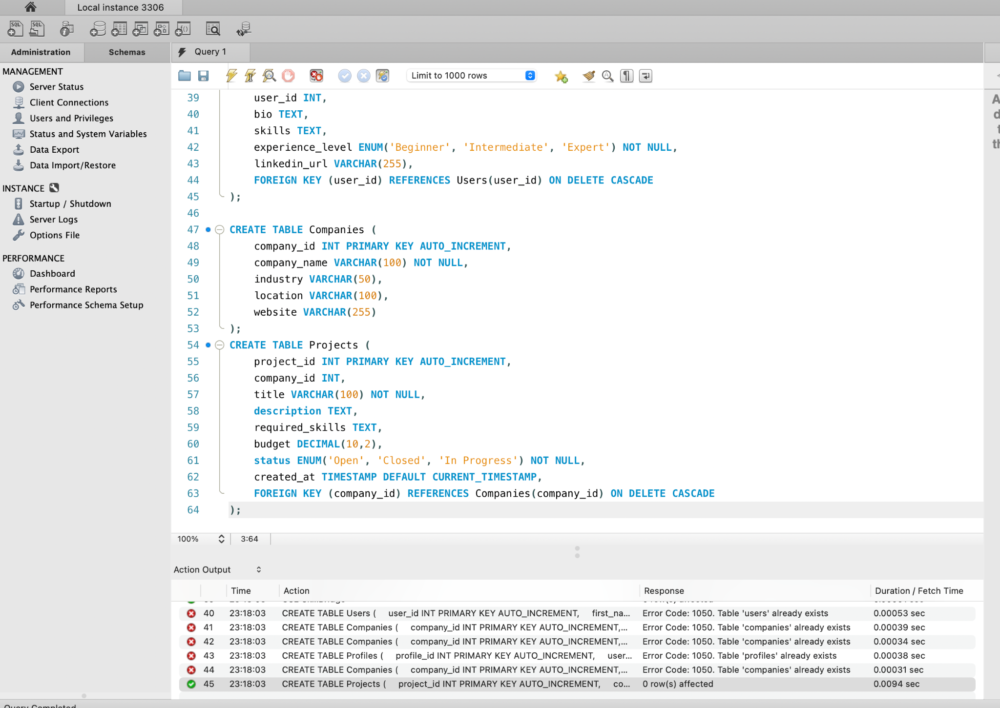 Local instance 3306
SQL SQL
Administration Schemas Query 1
MANAGEMENT
Server Status
Client Connections
Users and Privileges
Status and System Variables
Data Export
Data Import/Restore
INSTANCE
Startup / Shutdown
Server Logs
Options File
PERFORMANCE
Dashboard
Performance Reports
Performance Schema Setup
Limit to 1000 rows
39 user_id INT,
40 bio TEXT,
41 skills TEXT,
42 experience_level ENUM('Beginner', 'Intermediate', 'Expert') NOT NULL,
43 linkedin_url VARCHAR(255),
44 FOREIGN KEY (user_id) REFERENCES Users(user_id) ON DELETE CASCADE
45 );
46
47 CREATE TABLE Companies (
48 company_id INT PRIMARY KEY AUTO_INCREMENT,
49 company_name VARCHAR(100) NOT NULL,
50 industry VARCHAR(50),
51 location VARCHAR(100),
52 website VARCHAR(255)
53 );
54 CREATE TABLE Projects (
55 project_id INT PRIMARY KEY AUTO_INCREMENT,
56 company_id INT,
57 title VARCHAR(100) NOT NULL,
58 description TEXT,
59 required_skills TEXT,
60 budget DECIMAL(10,2),
61 status ENUM('Open', 'Closed', 'In Progress') NOT NULL,
62 created_at TIMESTAMP DEFAULT CURRENT_TIMESTAMP,
63 FOREIGN KEY (company_id) REFERENCES Companies(company_id) ON DELETE CASCADE
64 );
100% 3:64
Action Output
Time Action Response Duration / Fetch Time
40 23:18:03 CREATE TABLE Users ( user_id INT PRIMARY KEY AUTO_INCREMENT, first_na... Error Code: 1050. Table 'users' already exists 0.00053 sec
41 23:18:03 CREATE TABLE Companies ( company_id INT PRIMARY KEY AUTO_INCREMENT,... Error Code: 1050. Table 'companies' already exists 0.00039 sec
42 23:18:03 CREATE TABLE Companies ( company_id INT PRIMARY KEY AUTO_INCREMENT,... Error Code: 1050. Table 'companies' already exists 0.00034 sec
43 23:18:03 CREATE TABLE Profiles ( profile_id INT PRIMARY KEY AUTO_INCREMENT, user... Error Code: 1050. Table 'profiles' already exists 0.00038 sec
44 23:18:03 CREATE TABLE Companies ( company_id INT PRIMARY KEY AUTO_INCREMENT,... Error Code: 1050. Table 'companies' already exists 0.00031 sec
45 23:18:03 CREATE TABLE Projects ( project_id INT PRIMARY KEY AUTO_INCREMENT, co... 0 row(s) affected 0.0094 sec
Query Completed